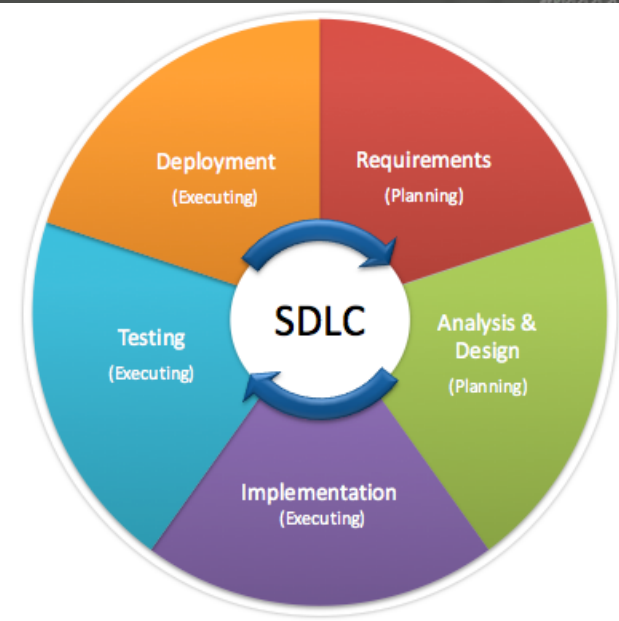 Deployment
(Executing)
Requirements
(Planning)
SDLC
Analysis &
Design
(Planning)
Testing
(Executing)
Implementation
(Executing)